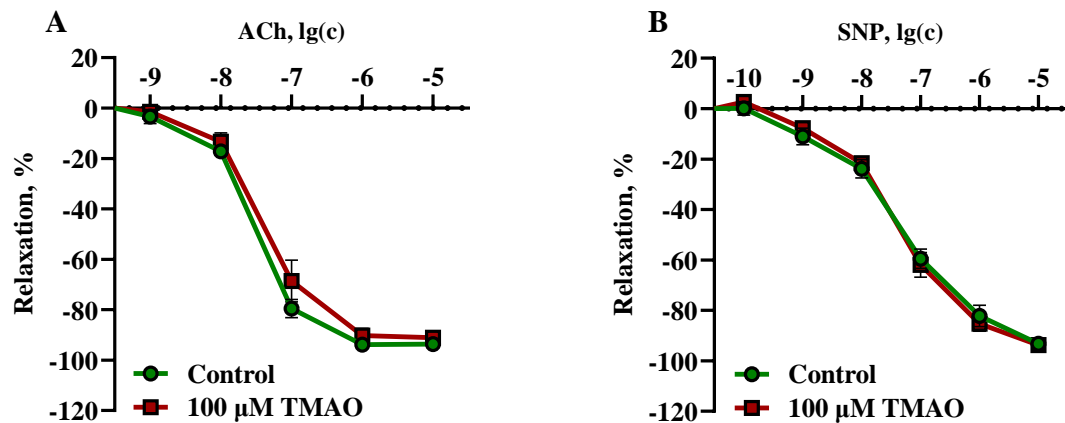 A
ACh, lg(c)
20
-9 -8 -7 -6 -5
0
-20
-40
-60
-80
-100
-120
Relaxation, %
Control
100 µM TMAO
B
SNP, lg(c)
20
-10 -9 -8 -7 -6 -5
0
-20
-40
-60
-80
-100
-120
Relaxation, %
Control
100 µM TMAO